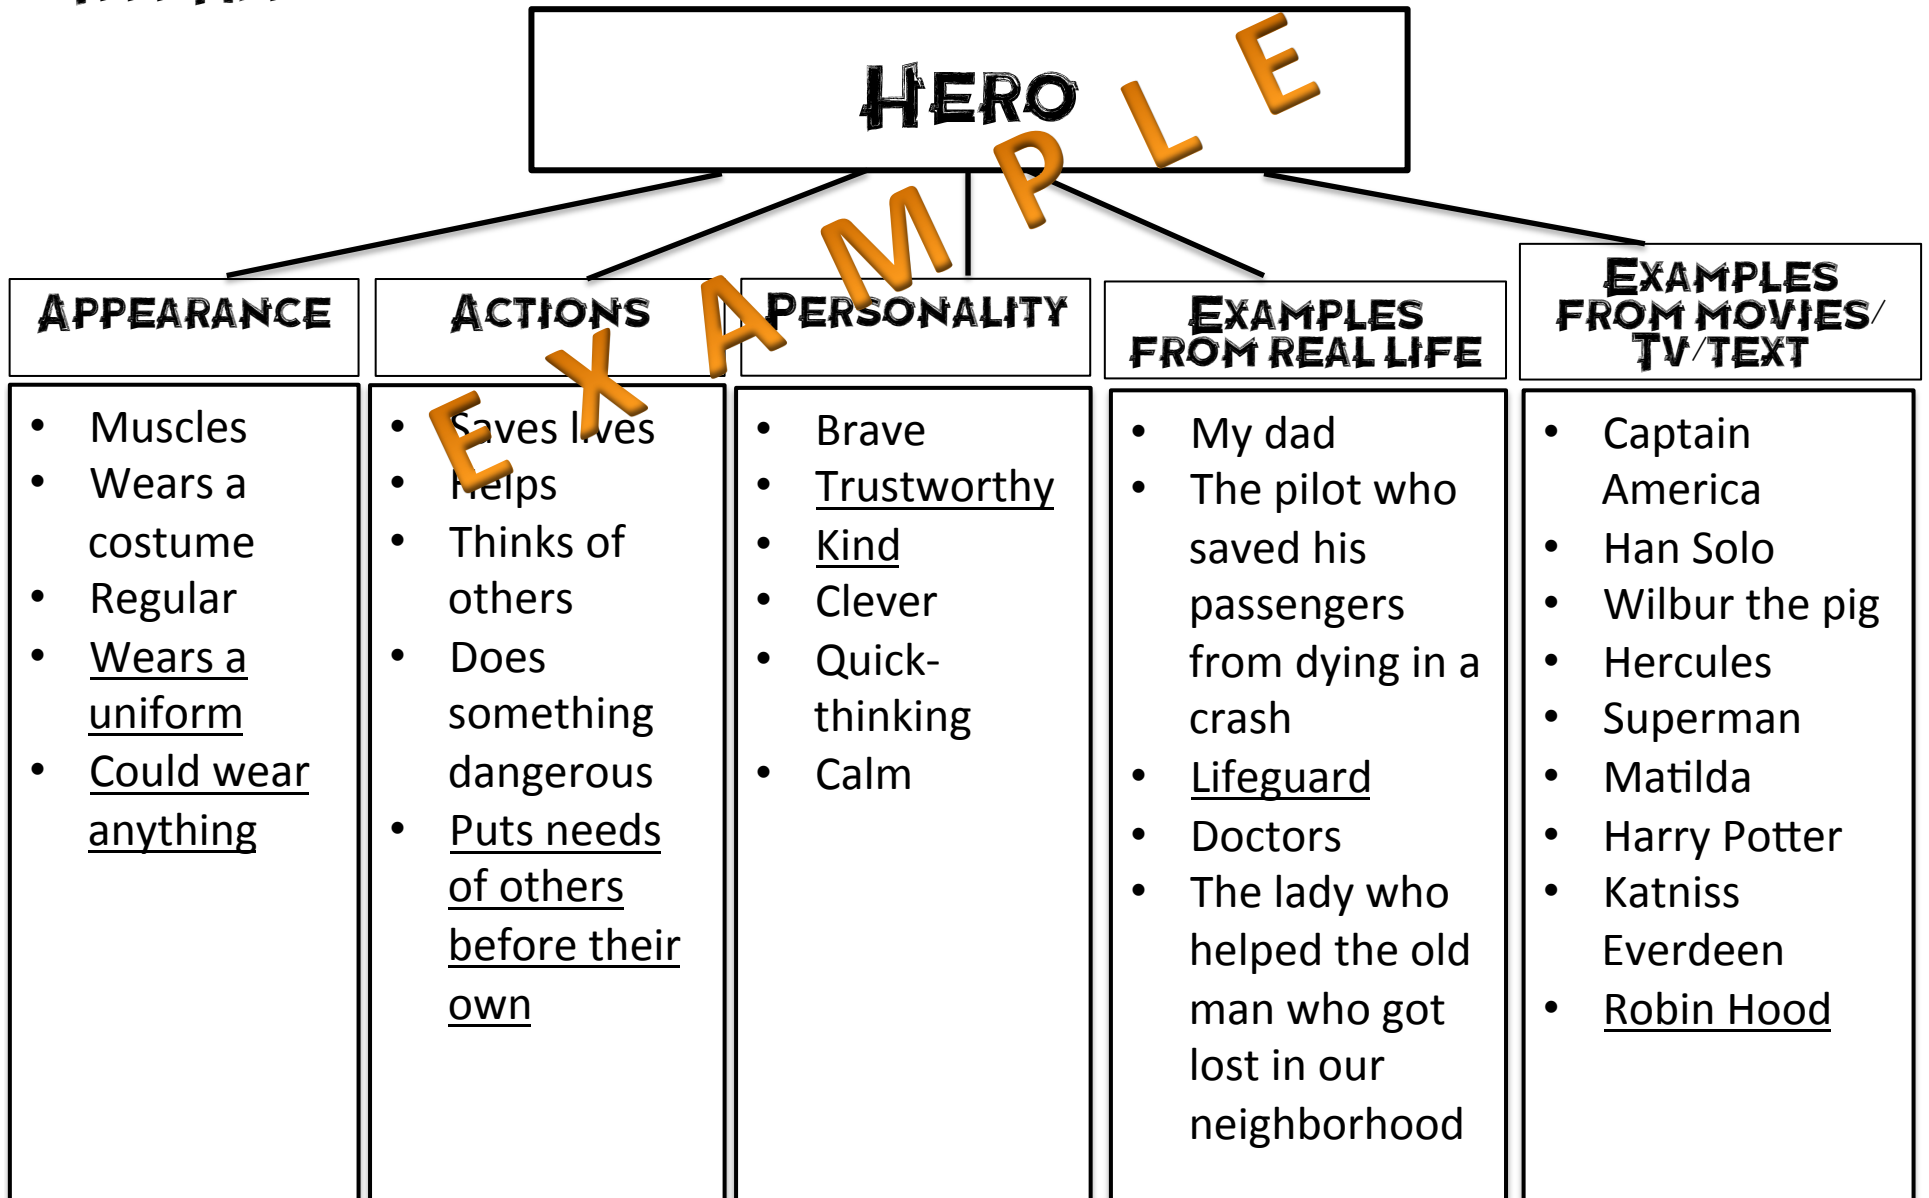 HERO
EXAMPLE
APPEARANCE
• Muscles
• Wears a
costume
• Regular
• Wears a
uniform
• Could wear
anything
ACTIONS
• Saves lives
• Helps
• Thinks of
others
• Does
something
dangerous
• Puts needs
of others
before their
own
PERSONALITY
• Brave
• Trustworthy
• Kind
• Clever
• Quick-
thinking
• Calm
EXAMPLES
FROM REAL LIFE
• My dad
• The pilot who
saved his
passengers
from dying in a
crash
• Lifeguard
• Doctors
• The lady who
helped the old
man who got
lost in our
neighborhood
EXAMPLES
FROM MOVIES/
TV/TEXT
• Captain
America
• Han Solo
• Wilbur the pig
• Hercules
• Superman
• Matilda
• Harry Potter
• Katniss
Everdeen
• Robin Hood